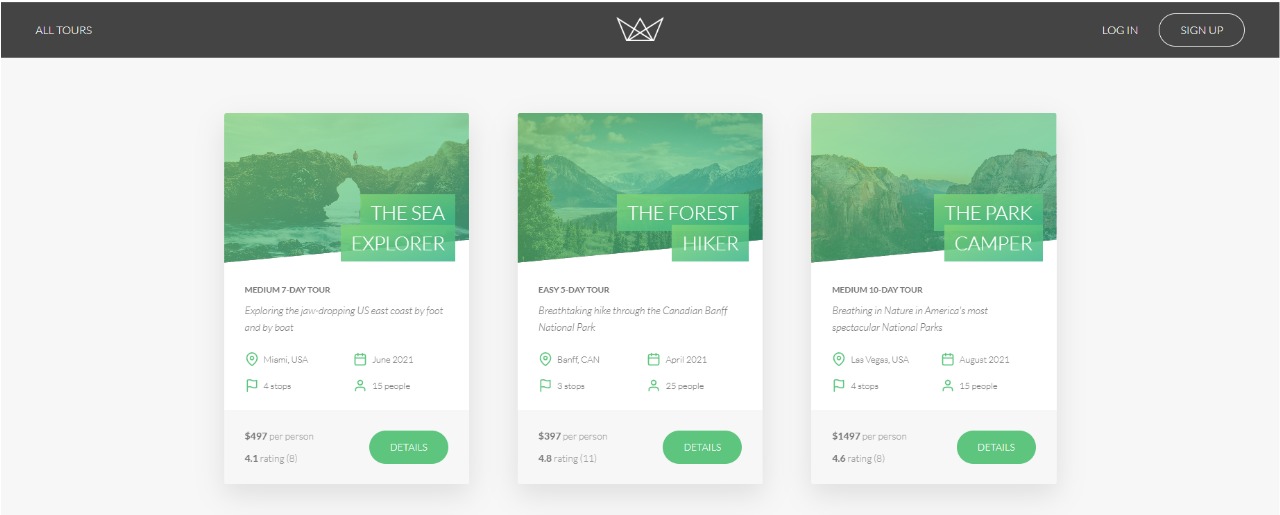 ALL TOURS
LOG IN
SIGN UP
THE SEA
EXPLORER
MEDIUM 7-DAY TOUR
Exploring the jaw-dropping US east coast by foot
and by boat
Miami, USA
June 2021
4 stops
15 people
$497 per person
4.1 rating (8)
DETAILS
THE FOREST
HIKER
EASY 5-DAY TOUR
Breathtaking hike through the Canadian Banff
National Park
Banff, CAN
April 2021
3 stops
25 people
$397 per person
4.8 rating (11)
DETAILS
THE PARK
CAMPER
MEDIUM 10-DAY TOUR
Breathing in Nature in America's most
spectacular National Parks
Las Vegas, USA
August 2021
4 stops
15 people
$1497 per person
4.6 rating (8)
DETAILS